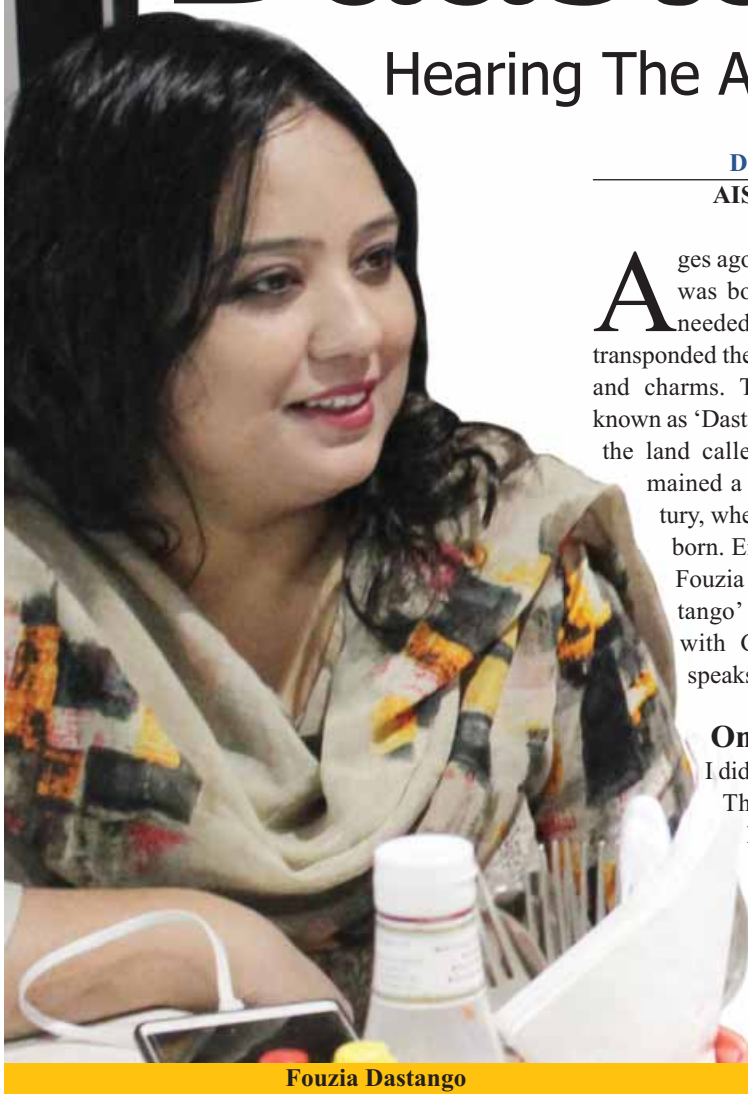 Hearing The A
D
AIS
Ages ago
was bo
needed
transponded the
and charms. T
known as ‘Dast
the land calle
mained a
tury, whe
born. E
Fouzia
tango’
with C
speaks
On
I did
Th
Fouzia Dastango